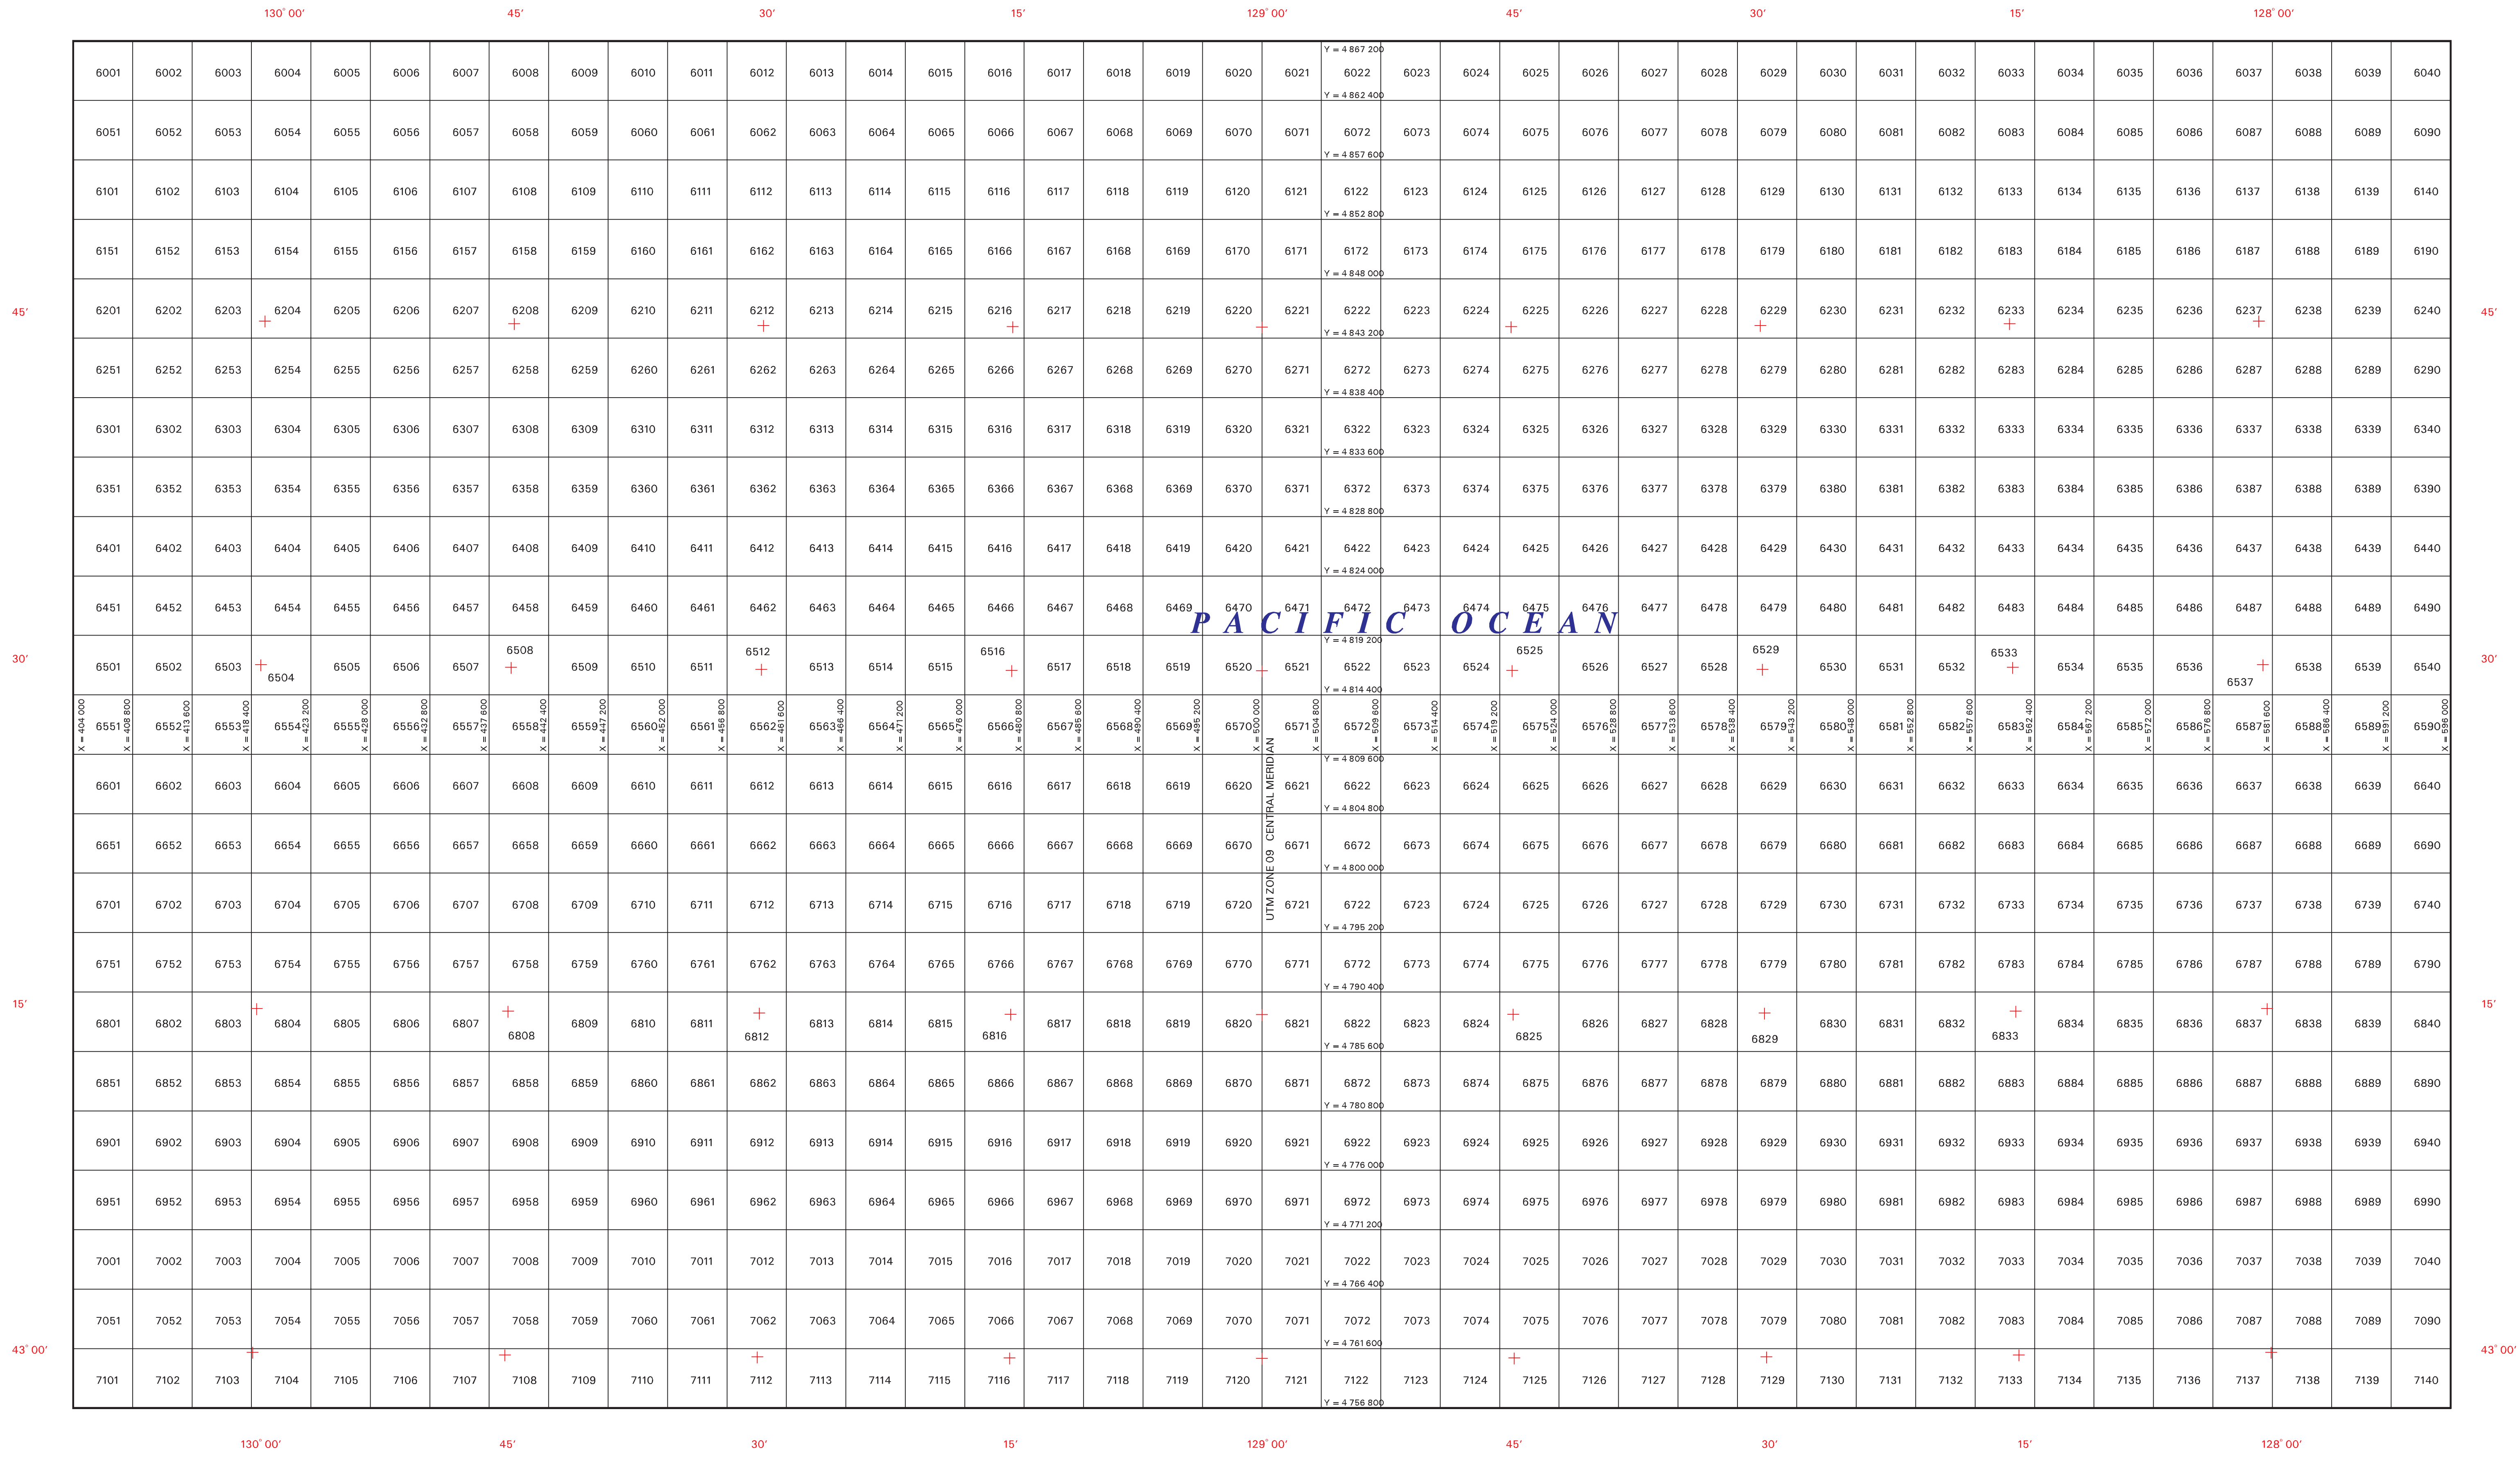 130° 00’ 45’ 30’ 15’ 129° 00’ 45’ 30’ 15’ 128° 00’
Y = 4 867 200
6001 6002 6003 6004 6005 6006 6007 6008 6009 6010 6011 6012 6013 6014 6015 6016 6017 6018 6019 6020 6021 6022 6023 6024 6025 6026 6027 6028 6029 6030 6031 6032 6033 6034 6035 6036 6037 6038 6039 6040
Y = 4 862 400
6051 6052 6053 6054 6055 6056 6057 6058 6059 6060 6061 6062 6063 6064 6065 6066 6067 6068 6069 6070 6071 6072 6073 6074 6075 6076 6077 6078 6079 6080 6081 6082 6083 6084 6085 6086 6087 6088 6089 6090
Y = 4 857 600
6101 6102 6103 6104 6105 6106 6107 6108 6109 6110 6111 6112 6113 6114 6115 6116 6117 6118 6119 6120 6121 6122 6123 6124 6125 6126 6127 6128 6129 6130 6131 6132 6133 6134 6135 6136 6137 6138 6139 6140
Y = 4 852 800
6151 6152 6153 6154 6155 6156 6157 6158 6159 6160 6161 6162 6163 6164 6165 6166 6167 6168 6169 6170 6171 6172 6173 6174 6175 6176 6177 6178 6179 6180 6181 6182 6183 6184 6185 6186 6187 6188 6189 6190
Y = 4 848 000
45’ 6201 6202 6203 6204 6205 6206 6207 6208 6209 6210 6211 6212 6213 6214 6215 6216 6217 6218 6219 6220 6221 6222 6223 6224 6225 6226 6227 6228 6229 6230 6231 6232 6233 6234 6235 6236 6237 6238 6239 6240 45’
Y = 4 843 200
6251 6252 6253 6254 6255 6256 6257 6258 6259 6260 6261 6262 6263 6264 6265 6266 6267 6268 6269 6270 6271 6272 6273 6274 6275 6276 6277 6278 6279 6280 6281 6282 6283 6284 6285 6286 6287 6288 6289 6290
Y = 4 838 400
6301 6302 6303 6304 6305 6306 6307 6308 6309 6310 6311 6312 6313 6314 6315 6316 6317 6318 6319 6320 6321 6322 6323 6324 6325 6326 6327 6328 6329 6330 6331 6332 6333 6334 6335 6336 6337 6338 6339 6340
Y = 4 833 600
6351 6352 6353 6354 6355 6356 6357 6358 6359 6360 6361 6362 6363 6364 6365 6366 6367 6368 6369 6370 6371 6372 6373 6374 6375 6376 6377 6378 6379 6380 6381 6382 6383 6384 6385 6386 6387 6388 6389 6390
Y = 4 828 800
6401 6402 6403 6404 6405 6406 6407 6408 6409 6410 6411 6412 6413 6414 6415 6416 6417 6418 6419 6420 6421 6422 6423 6424 6425 6426 6427 6428 6429 6430 6431 6432 6433 6434 6435 6436 6437 6438 6439 6440
Y = 4 824 000
6451 6452 6453 6454 6455 6456 6457 6458 6459 6460 6461 6462 6463 6464 6465 6466 6467 6468 6469 6470 6471 6472 6473 6474 6475 6476 6477 6478 6479 6480 6481 6482 6483 6484 6485 6486 6487 6488 6489 6490
PACIFIC OCEAN
Y = 4 819 200
30’ 6501 6502 6503 6504 6505 6506 6507 6508 6509 6510 6511 6512 6513 6514 6515 6516 6517 6518 6519 6520 6521 6522 6523 6524 6525 6526 6527 6528 6529 6530 6531 6532 6533 6534 6535 6536 6537 6538 6539 6540 30’
Y = 4 814 400
X = 404 000 X = 408 800 X = 413 600 X = 418 400 X = 423 200 X = 428 000 X = 432 800 X = 437 600 X = 442 400 X = 447 200 X = 452 000 X = 456 800 X = 461 600 X = 466 400 X = 471 200 X = 476 000 X = 480 800 X = 485 600 X = 490 400 X = 495 200 X = 500 000 X = 504 800 X = 509 600 X = 514 400 X = 519 200 X = 524 000 X = 528 800 X = 533 600 X = 538 400 X = 543 200 X = 548 000 X = 552 800 X = 557 600 X = 562 400 X = 567 200 X = 572 000 X = 576 800 X = 581 600 X = 586 400 X = 591 200 X = 596 000
6551 6552 6553 6554 6555 6556 6557 6558 6559 6560 6561 6562 6563 6564 6565 6566 6567 6568 6569 6570 6571 6572 6573 6574 6575 6576 6577 6578 6579 6580 6581 6582 6583 6584 6585 6586 6587 6588 6589 6590
Y = 4 809 600
UTM ZONE 09 CENTRAL MERIDIAN
6601 6602 6603 6604 6605 6606 6607 6608 6609 6610 6611 6612 6613 6614 6615 6616 6617 6618 6619 6620 6621 6622 6623 6624 6625 6626 6627 6628 6629 6630 6631 6632 6633 6634 6635 6636 6637 6638 6639 6640
Y = 4 804 800
6651 6652 6653 6654 6655 6656 6657 6658 6659 6660 6661 6662 6663 6664 6665 6666 6667 6668 6669 6670 6671 6672 6673 6674 6675 6676 6677 6678 6679 6680 6681 6682 6683 6684 6685 6686 6687 6688 6689 6690
Y = 4 800 000
6701 6702 6703 6704 6705 6706 6707 6708 6709 6710 6711 6712 6713 6714 6715 6716 6717 6718 6719 6720 6721 6722 6723 6724 6725 6726 6727 6728 6729 6730 6731 6732 6733 6734 6735 6736 6737 6738 6739 6740
Y = 4 795 200
6751 6752 6753 6754 6755 6756 6757 6758 6759 6760 6761 6762 6763 6764 6765 6766 6767 6768 6769 6770 6771 6772 6773 6774 6775 6776 6777 6778 6779 6780 6781 6782 6783 6784 6785 6786 6787 6788 6789 6790
Y = 4 790 400
15’ 6801 6802 6803 6804 6805 6806 6807 6808 6809 6810 6811 6812 6813 6814 6815 6816 6817 6818 6819 6820 6821 6822 6823 6824 6825 6826 6827 6828 6829 6830 6831 6832 6833 6834 6835 6836 6837 6838 6839 6840 15’
Y = 4 785 600
6851 6852 6853 6854 6855 6856 6857 6858 6859 6860 6861 6862 6863 6864 6865 6866 6867 6868 6869 6870 6871 6872 6873 6874 6875 6876 6877 6878 6879 6880 6881 6882 6883 6884 6885 6886 6887 6888 6889 6890
Y = 4 780 800
6901 6902 6903 6904 6905 6906 6907 6908 6909 6910 6911 6912 6913 6914 6915 6916 6917 6918 6919 6920 6921 6922 6923 6924 6925 6926 6927 6928 6929 6930 6931 6932 6933 6934 6935 6936 6937 6938 6939 6940
Y = 4 776 000
6951 6952 6953 6954 6955 6956 6957 6958 6959 6960 6961 6962 6963 6964 6965 6966 6967 6968 6969 6970 6971 6972 6973 6974 6975 6976 6977 6978 6979 6980 6981 6982 6983 6984 6985 6986 6987 6988 6989 6990
Y = 4 771 200
7001 7002 7003 7004 7005 7006 7007 7008 7009 7010 7011 7012 7013 7014 7015 7016 7017 7018 7019 7020 7021 7022 7023 7024 7025 7026 7027 7028 7029 7030 7031 7032 7033 7034 7035 7036 7037 7038 7039 7040
Y = 4 766 400
7051 7052 7053 7054 7055 7056 7057 7058 7059 7060 7061 7062 7063 7064 7065 7066 7067 7068 7069 7070 7071 7072 7073 7074 7075 7076 7077 7078 7079 7080 7081 7082 7083 7084 7085 7086 7087 7088 7089 7090
Y = 4 761 600
43° 00’ 43° 00’
7101 7102 7103 7104 7105 7106 7107 7108 7109 7110 7111 7112 7113 7114 7115 7116 7117 7118 7119 7120 7121 7122 7123 7124 7125 7126 7127 7128 7129 7130 7131 7132 7133 7134 7135 7136 7137 7138 7139 7140
Y = 4 756 800
130° 00’ 45’ 30’ 15’ 129° 00’ 45’ 30’ 15’ 128° 00’